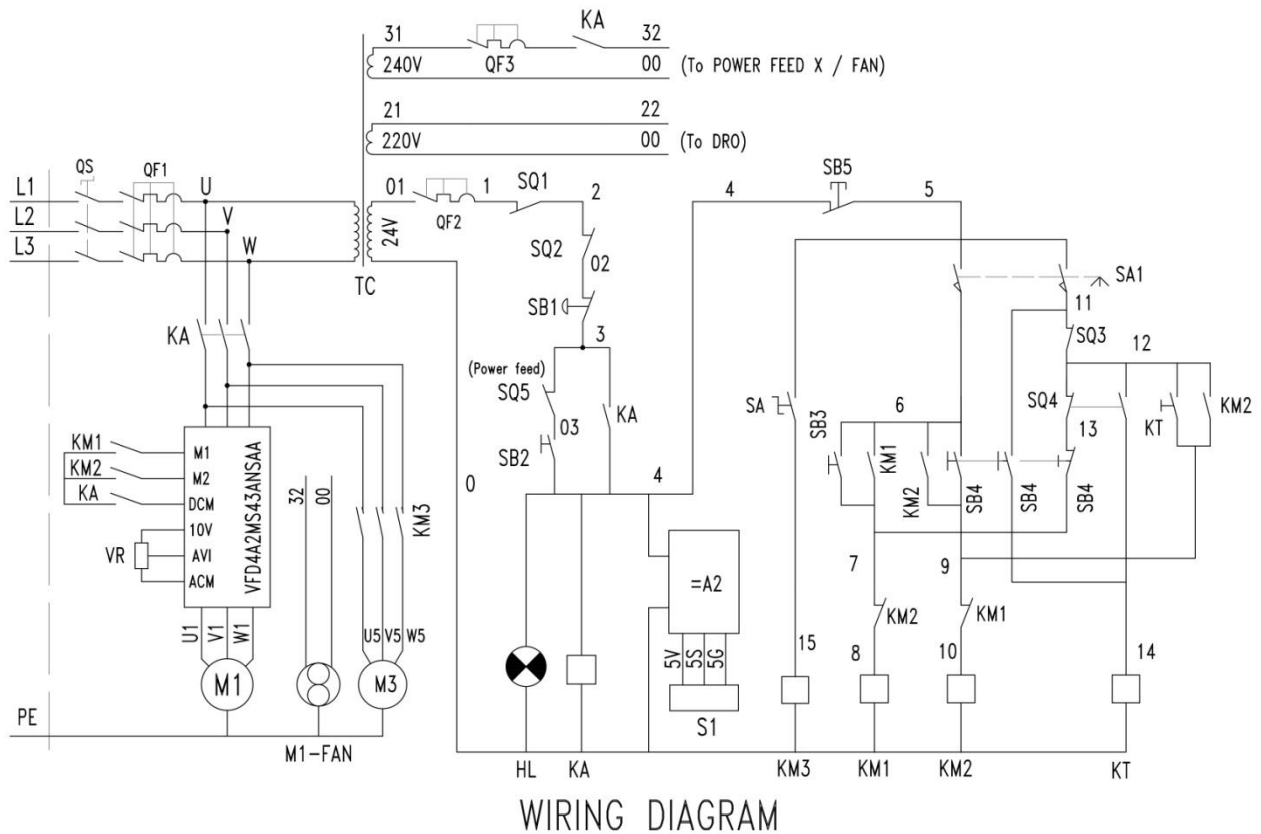 31
KA
32
240V
QF3
00
(To POWER FEED X / FAN)
21
22
220V
00
(To DRO)
QS
QF1
U
L1
V
L2
W
L3
TC
24V
01
QF2
1
SQ1
2
SQ2
02
SB1
3
(Power feed)
SQ5
03
SB2
KA
4
0
4
SB5
5
SA1
11
SQ3
12
SA
SB3
6
KM1
KM2
SB4
SQ4
13
SB4
SB4
KT
KM2
KA
KM1
KM2
KA
M1
M2
DCM
10V
AVI
ACM
VFD4A2MS43ANSAA
VR
32
00
KM3
=A2
5V
5S
5G
S1
7
9
KM2
KM1
15
8
10
14
U1
V1
W1
U5
V5
W5
M1
M3
PE
M1-FAN
HL
KA
KM3
KM1
KM2
KT
WIRING DIAGRAM